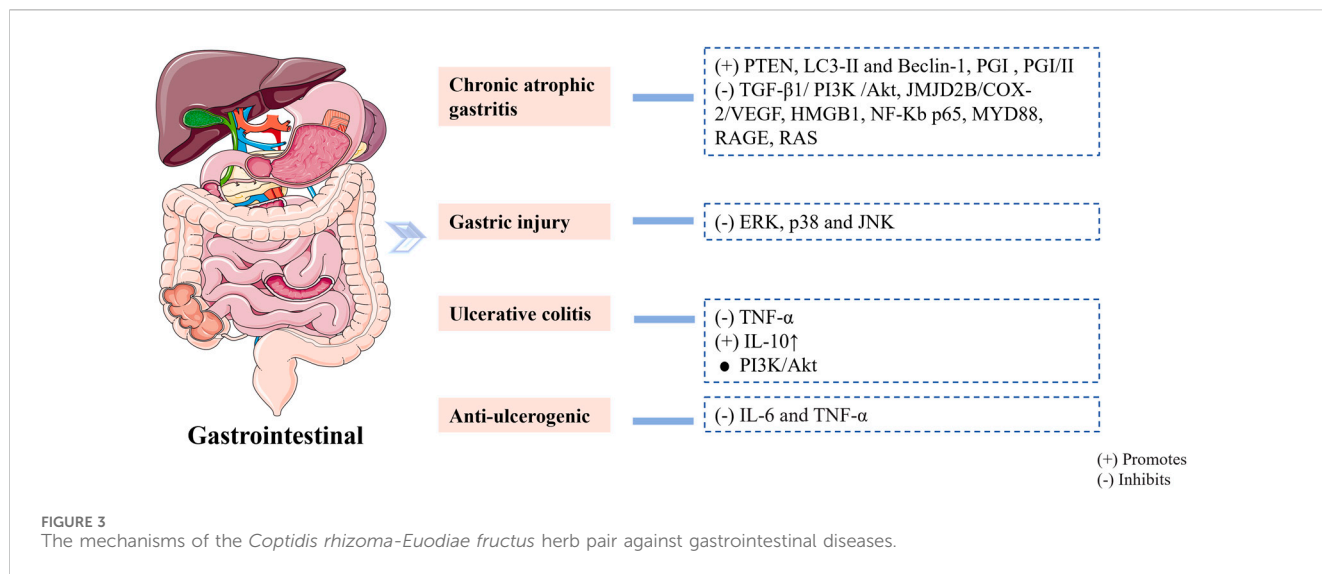 Chronic atrophic
gastritis
(+) PTEN, LC3-II and Beclin-1, PGI , PGI/II
(-) TGF-β1/ PI3K /Akt, JMJD2B/COX-
2/VEGF, HMGB1, NF-Kb p65, MYD88,
RAGE, RAS
Gastric injury
(-) ERK, p38 and JNK
Ulcerative colitis
(-) TNF-α
(+) IL-10↑
● PI3K/Akt
Anti-ulcerogenic
(-) IL-6 and TNF-α
Gastrointestinal
(+) Promotes
(-) Inhibits
FIGURE 3
The mechanisms of the Coptidis rhizoma-Euodiae fructus herb pair against gastrointestinal diseases.